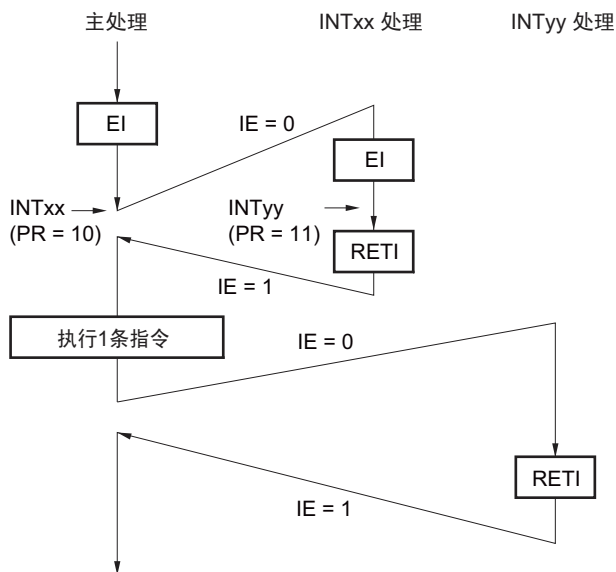 主处理
INTxx 处理
INTyy 处理
EI
IE = 0
EI
INTxx
(PR = 10)
INTyy
(PR = 11)
RETI
IE = 1
执行1条指令
IE = 0
RETI
IE = 1